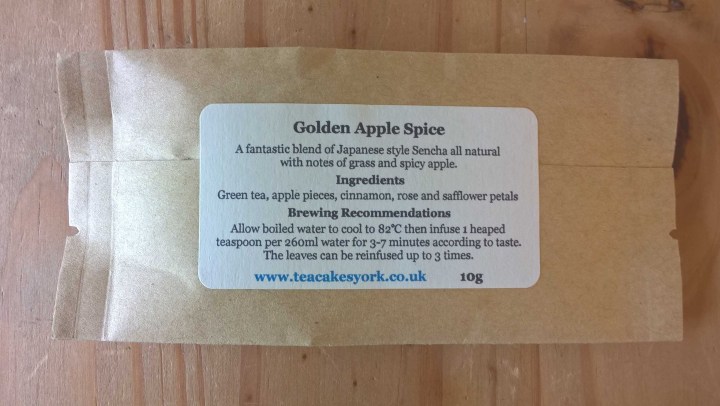 Golden Apple Spice
A fantastic blend of Japanese style Sencha all natural
with notes of grass and spicy apple.
Ingredients
Green tea, apple pieces, cinnamon, rose and safflower petals
Brewing Recommendations
Allow boiled water to cool to 82°C then infuse 1 heaped
teaspoon per 260ml water for 3-7 minutes according to taste.
The leaves can be reinfused up to 3 times.
www.teacakesyork.co.uk 10g